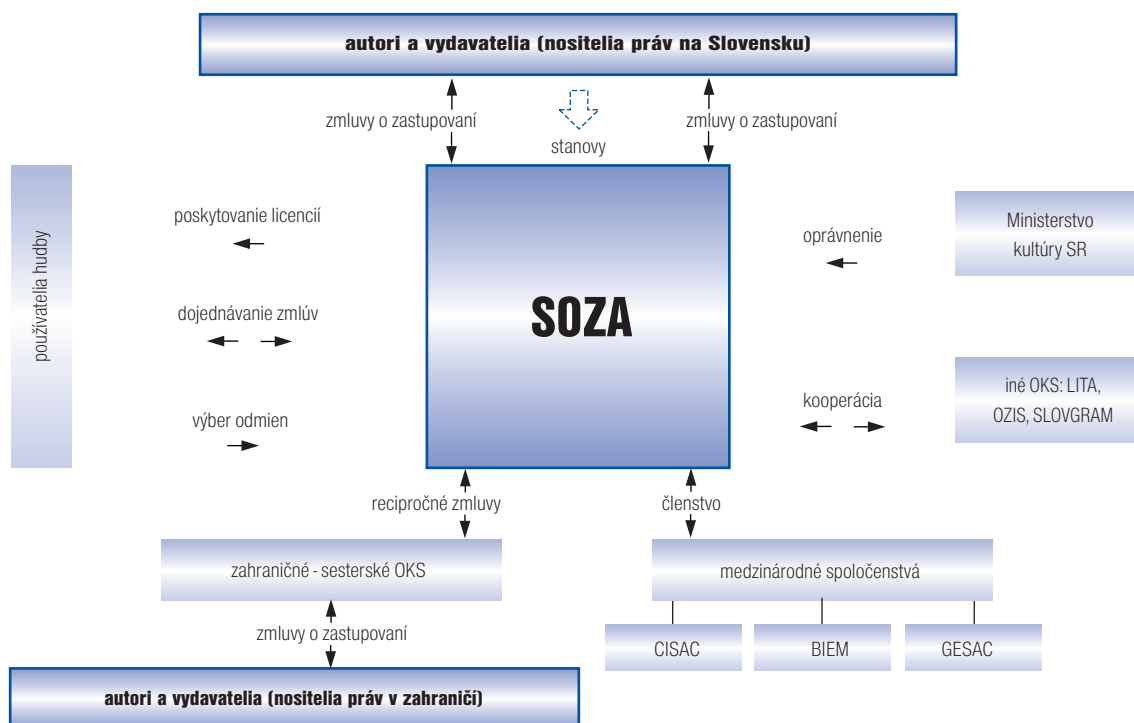 autori a vydavatelia (nositelia práv na Slovensku)
zmluvy o zastupovaní
zmluvy o zastupovaní
stanovy
používatelia hudby
poskytovanie licencií
dojednávanie zmlúv
výber odmien
SOZA
oprávnenie
Ministerstvo
kultúry SR
kooperácia
iné OKS: LITA,
OZIS, SLOVGRAM
recipročné zmluvy
členstvo
zahraničné - sesterské OKS
medzinárodné spoločenstvá
zmluvy o zastupovaní
CISAC
BIEM
GESAC
autori a vydavatelia (nositelia práv v zahraničí)